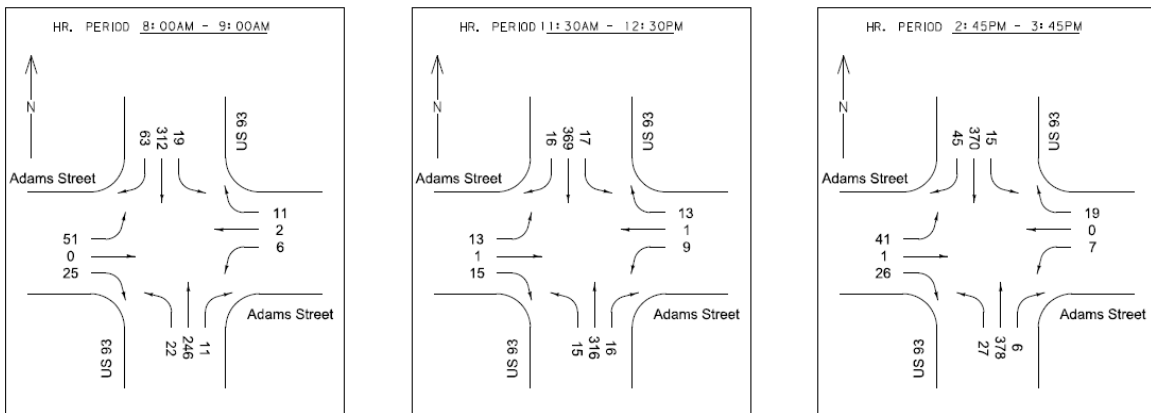 HR. PERIOD 8:00AM - 9:00AM
N
63
312
19
US 93
Adams Street
11
2
6
51
0
25
22
246
11
Adams Street
US 93
HR. PERIOD 11:30AM - 12:30PM
N
16
369
17
US 93
Adams Street
13
1
9
13
1
15
15
316
16
Adams Street
US 93
HR. PERIOD 2:45PM - 3:45PM
N
45
370
15
US 93
Adams Street
19
0
7
41
1
26
27
378
6
Adams Street
US 93